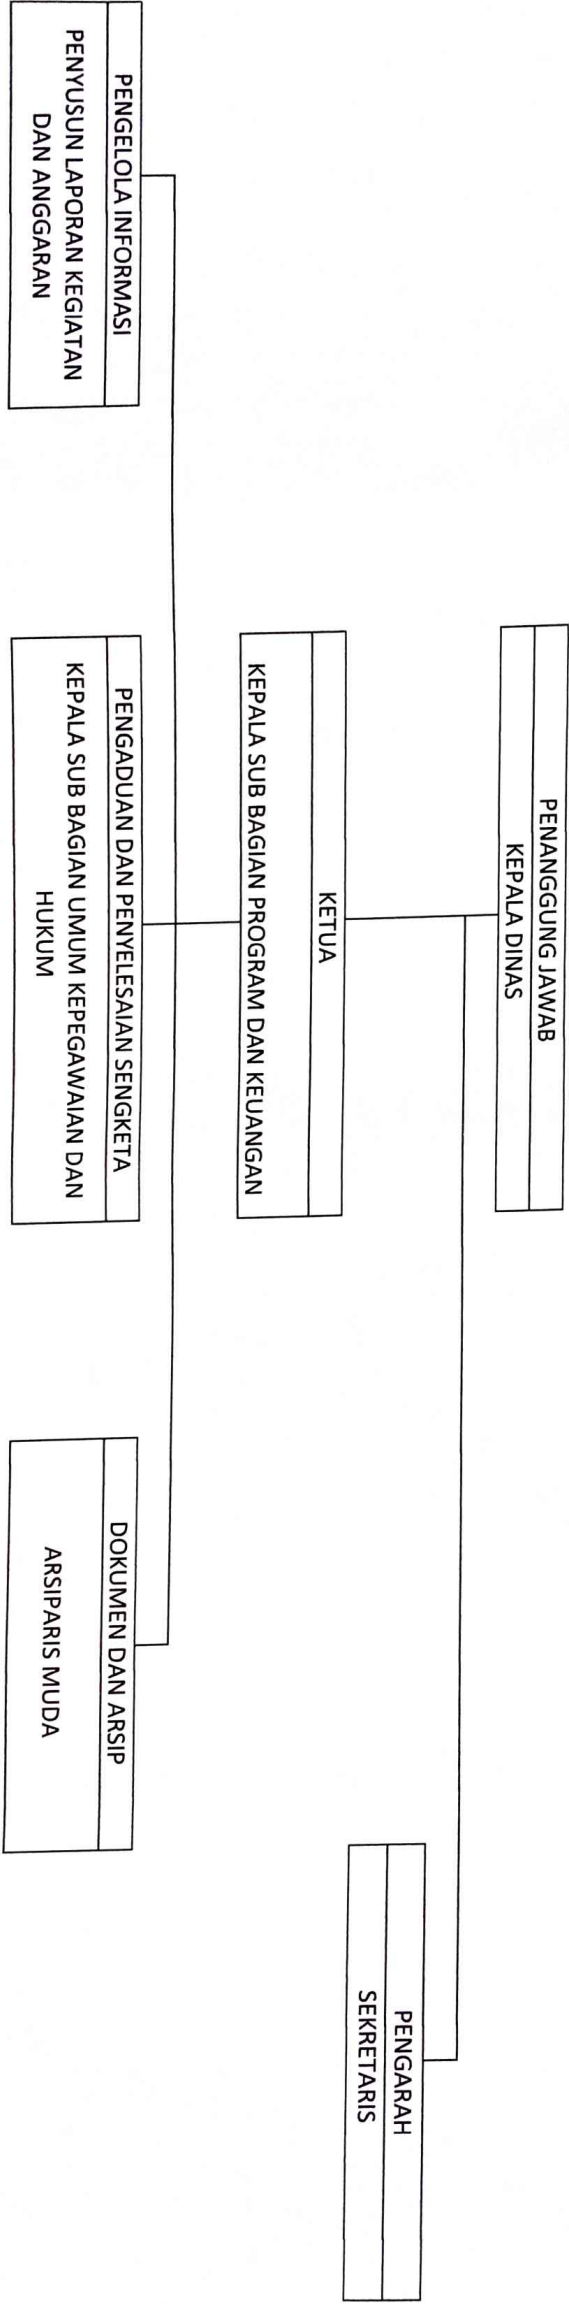 PENANGGUNG JAWAB
KEPALA DINAS
PENGARAH
SEKRETARIS
KETUA
KEPALA SUB BAGIAN PROGRAM DAN KEUANGAN
PENGELOLA INFORMASI
PENYUSUN LAPORAN KEGIATAN
DAN ANGGARAN
PENGADUAN DAN PENYELESAIAN SENGKETA
KEPALA SUB BAGIAN UMUM KEPEGAWAIAN DAN
HUKUM
DOKUMEN DAN ARSIP
ARSIPARIS MUDA